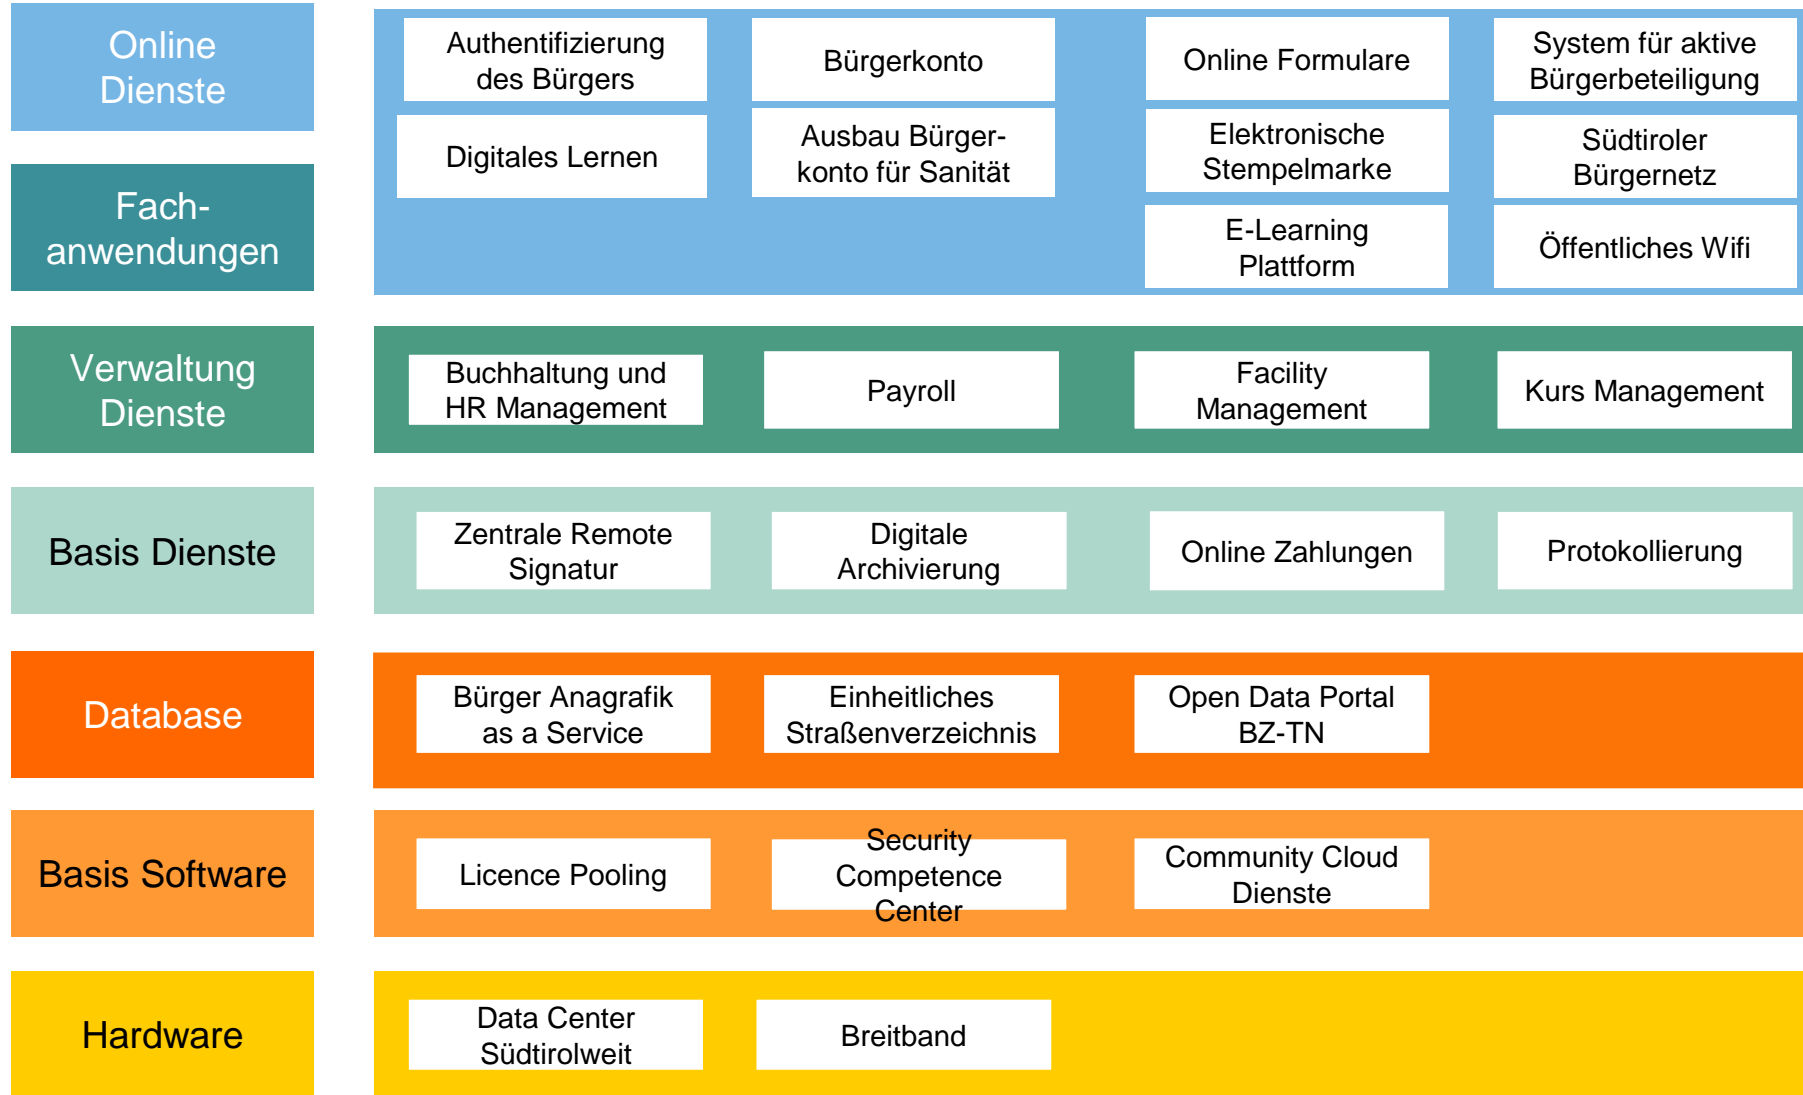 Online
Dienste
Authentifizierung
des Bürgers
Bürgerkonto
Online Formulare
System für aktive
Bürgerbeteiligung
Digitales Lernen
Ausbau Bürger-
konto für Sanität
Elektronische
Stempelmarke
Südtiroler
Bürgernetz
Fach-
anwendungen
E-Learning
Plattform
Öffentliches Wifi
Verwaltung
Dienste
Buchhaltung und
HR Management
Payroll
Facility
Management
Kurs Management
Basis Dienste
Zentrale Remote
Signatur
Digitale
Archivierung
Online Zahlungen
Protokollierung
Database
Bürger Anagrafik
as a Service
Einheitliches
Straßenverzeichnis
Open Data Portal
BZ-TN
Basis Software
Licence Pooling
Security
Competence
Center
Community Cloud
Dienste
Hardware
Data Center
Südtirolweit
Breitband